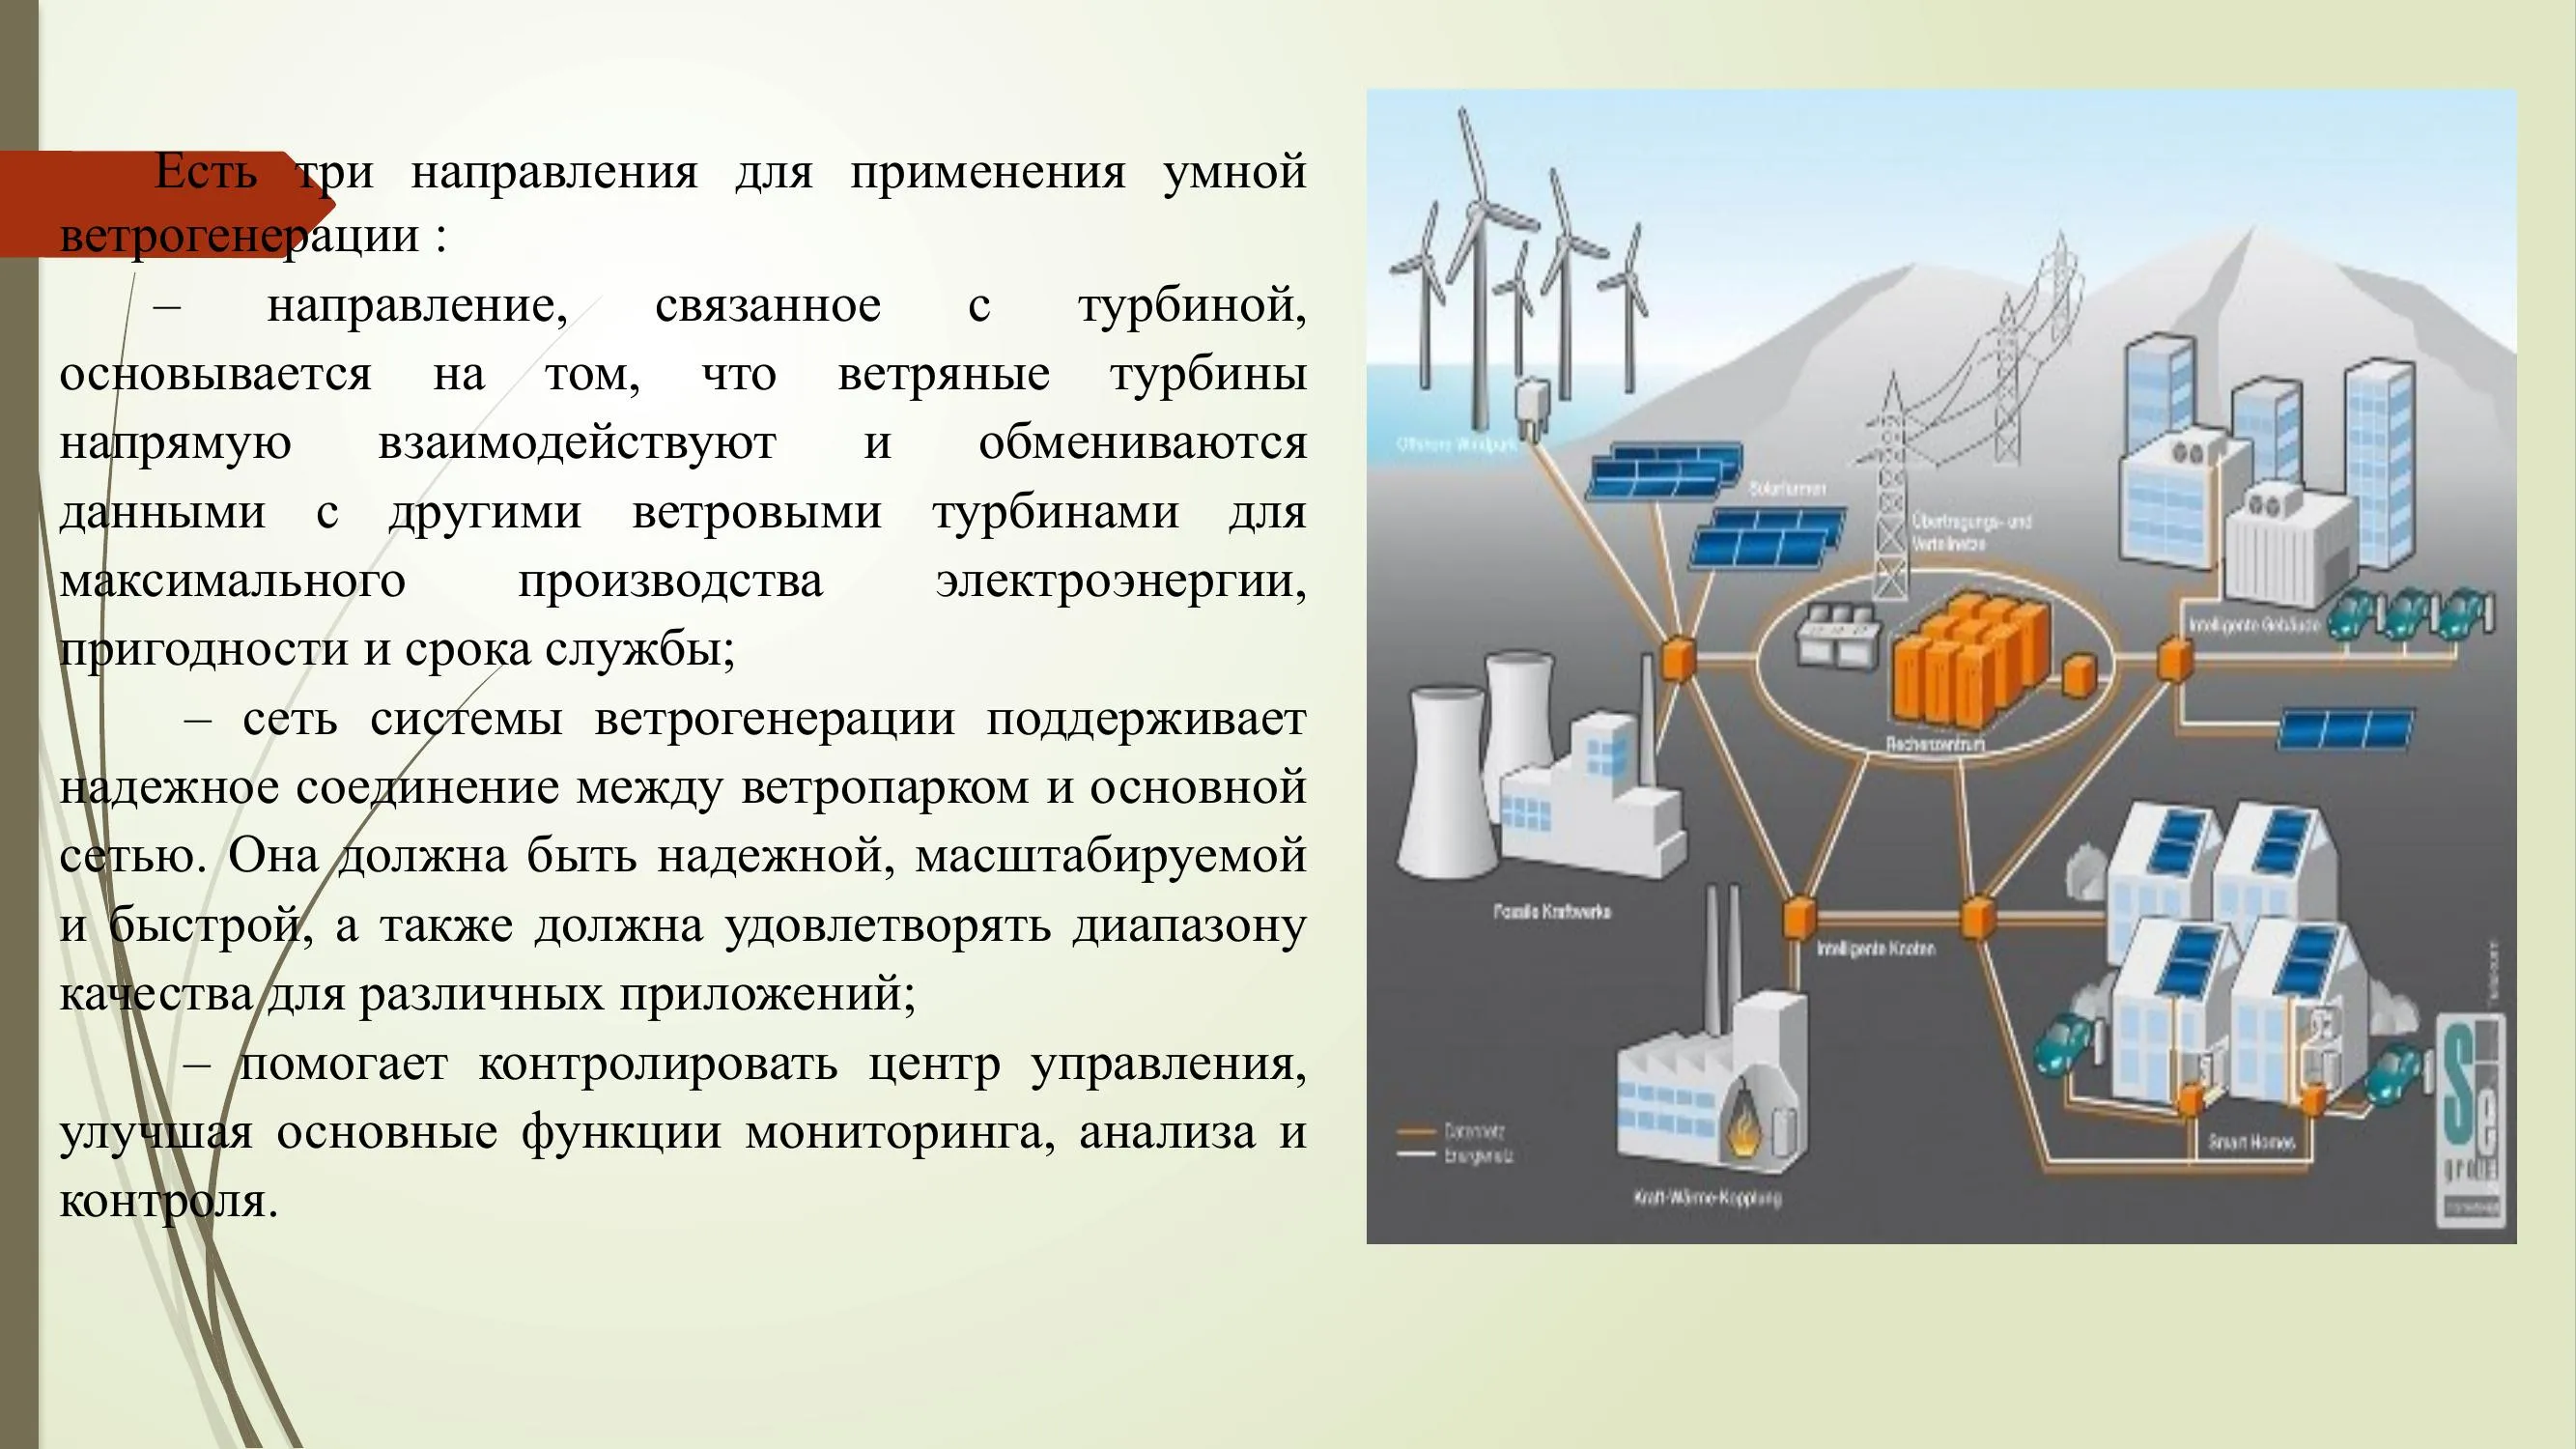 Есть три направления для применения умной
ветрогенерации :
– направление, связанное с турбиной,
основывается на том, что ветряные турбины
напрямую взаимодействуют и обмениваются
данными с другими ветровыми турбинами для
максимального производства электроэнергии,
пригодности и срока службы;
– сеть системы ветрогенерации поддерживает
надежное соединение между ветропарком и основной
сетью. Она должна быть надежной, масштабируемой
и быстрой, а также должна удовлетворять диапазону
качества для различных приложений;
– помогает контролировать центр управления,
улучшая основные функции мониторинга, анализа и
контроля.
Offshore Windpark
Solarfarmen
Übertragungs- und
Verteilnetze
Intelligente Gebäude
Rechenzentrum
Fossile Kraftwerke
Intelligente Knoten
Datennetz
Energienetz
Smart Homes
Kraft-Wärme-Kopplung
Sei
group